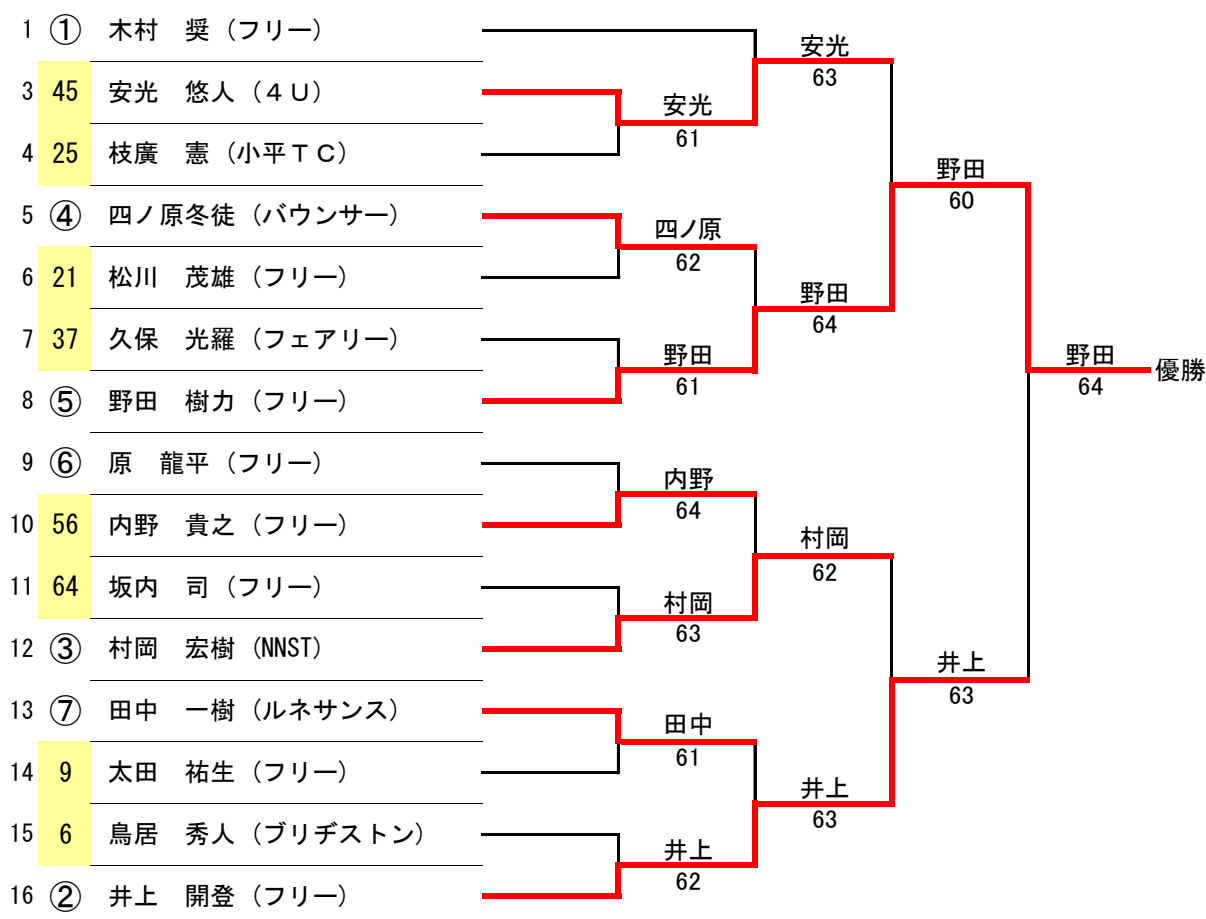 1 ① 木村 奨（フリー）
安光
63
3 45 安光 悠人（４Ｕ）
安光
61
4 25 枝廣 憲（小平ＴＣ）
野田
60
5 ④ 四ノ原冬徒（バウンサー）
四ノ原
62
6 21 松川 茂雄（フリー）
野田
64
7 37 久保 光羅（フェアリー）
野田
61
野田
64
優勝
8 ⑤ 野田 樹力（フリー）
9 ⑥ 原 龍平（フリー）
内野
64
10 56 内野 貴之（フリー）
村岡
62
11 64 坂内 司（フリー）
村岡
63
12 ③ 村岡 宏樹（NNST）
井上
63
13 ⑦ 田中 一樹（ルネサンス）
田中
61
14 9 太田 祐生（フリー）
井上
63
15 6 鳥居 秀人（ブリヂストン）
井上
62
16 ② 井上 開登（フリー）